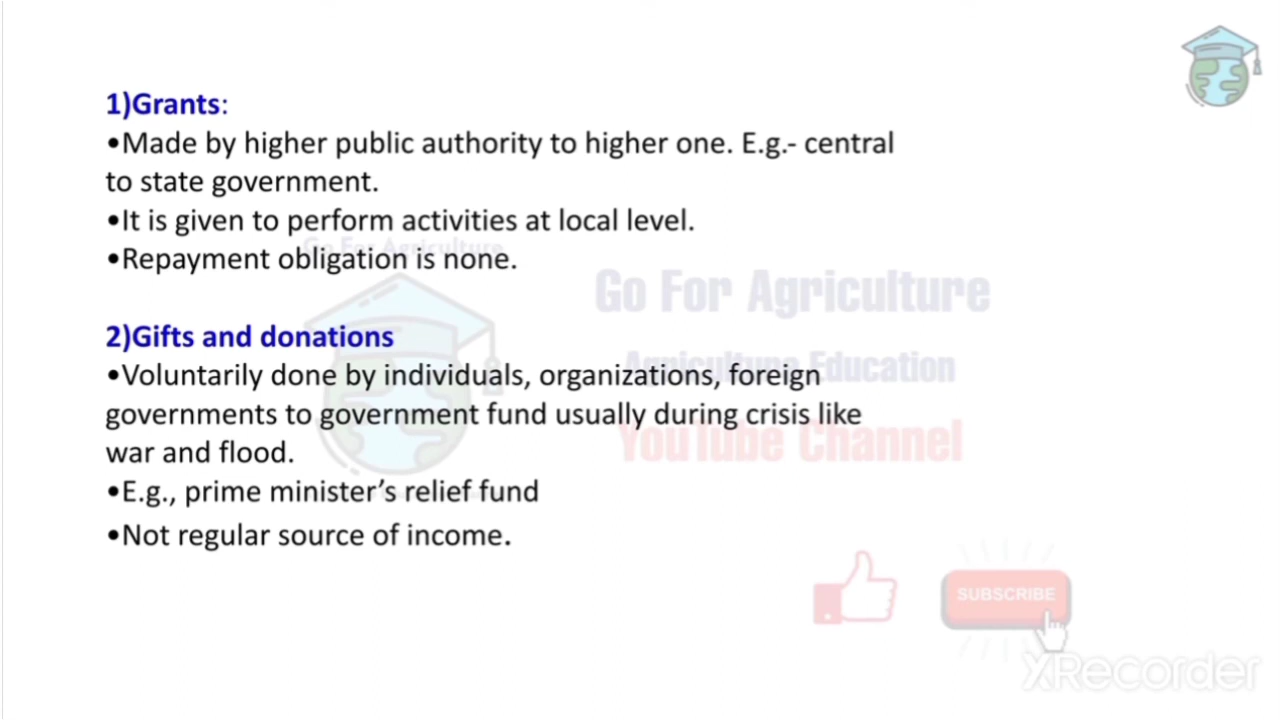 1)Grants:
•Made by higher public authority to higher one. E.g.- central
to state government.
•It is given to perform activities at local level.
Go For Agriculture
•Repayment obligation is none.
Go For Agriculture
2)Gifts and donations
Agriculture Education
•Voluntarily done by individuals, organizations, foreign
governments to government fund usually during crisis like
YouTube Channel
war and flood.
•E.g., prime minister’s relief fund
•Not regular source of income.
SUBSCRIBE
XRecorder